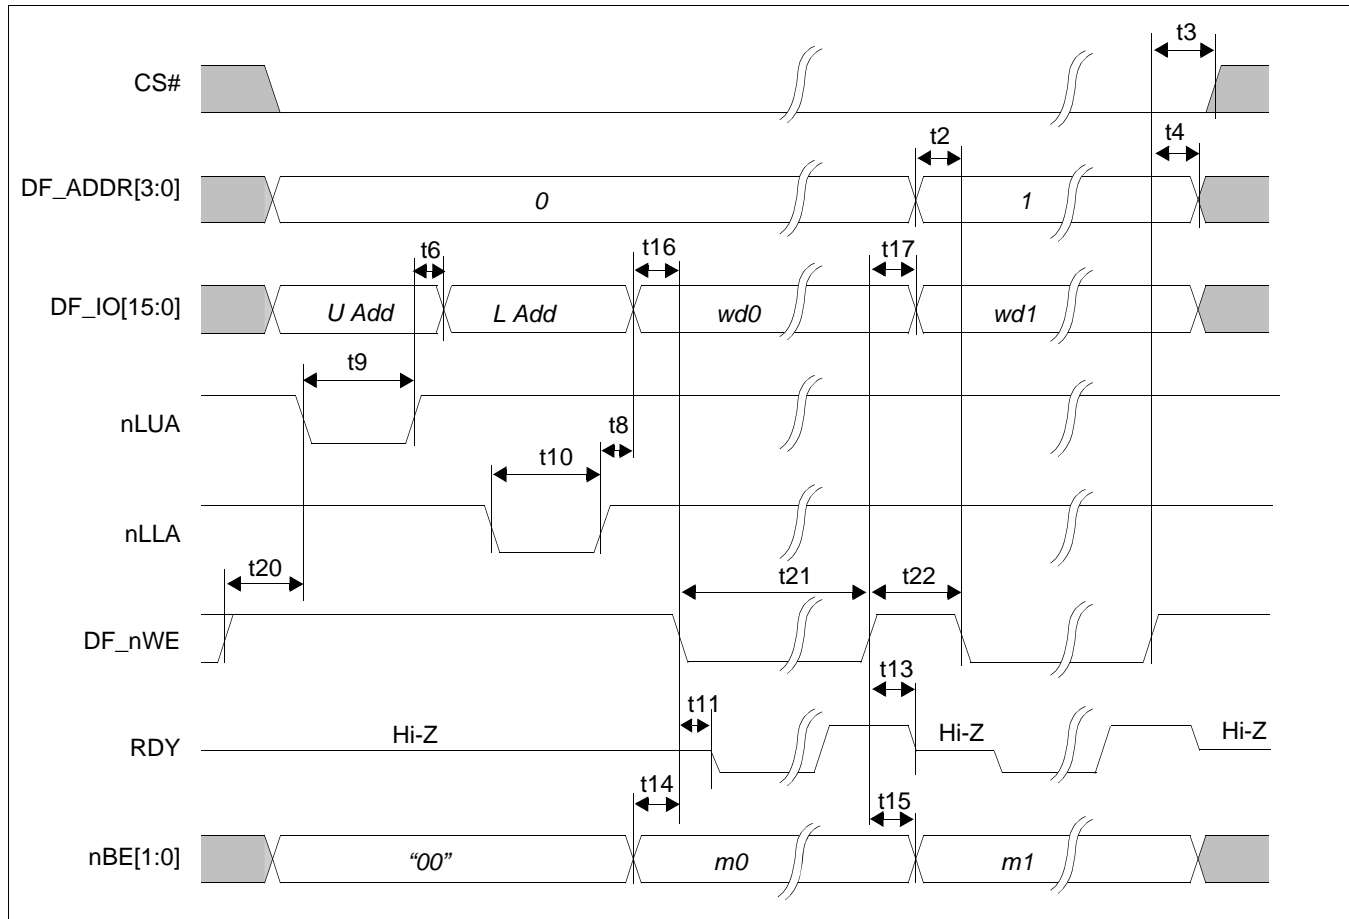 t3
CS#
t2
t4
DF_ADDR[3:0]
0
1
t6
t16
t17
DF_IO[15:0]
U Add
L Add
wd0
wd1
t9
nLUA
t8
t10
nLLA
t20
t21
t22
DF_nWE
t13
t11
RDY
Hi-Z
Hi-Z
Hi-Z
t14
t15
nBE[1:0]
“00”
m0
m1